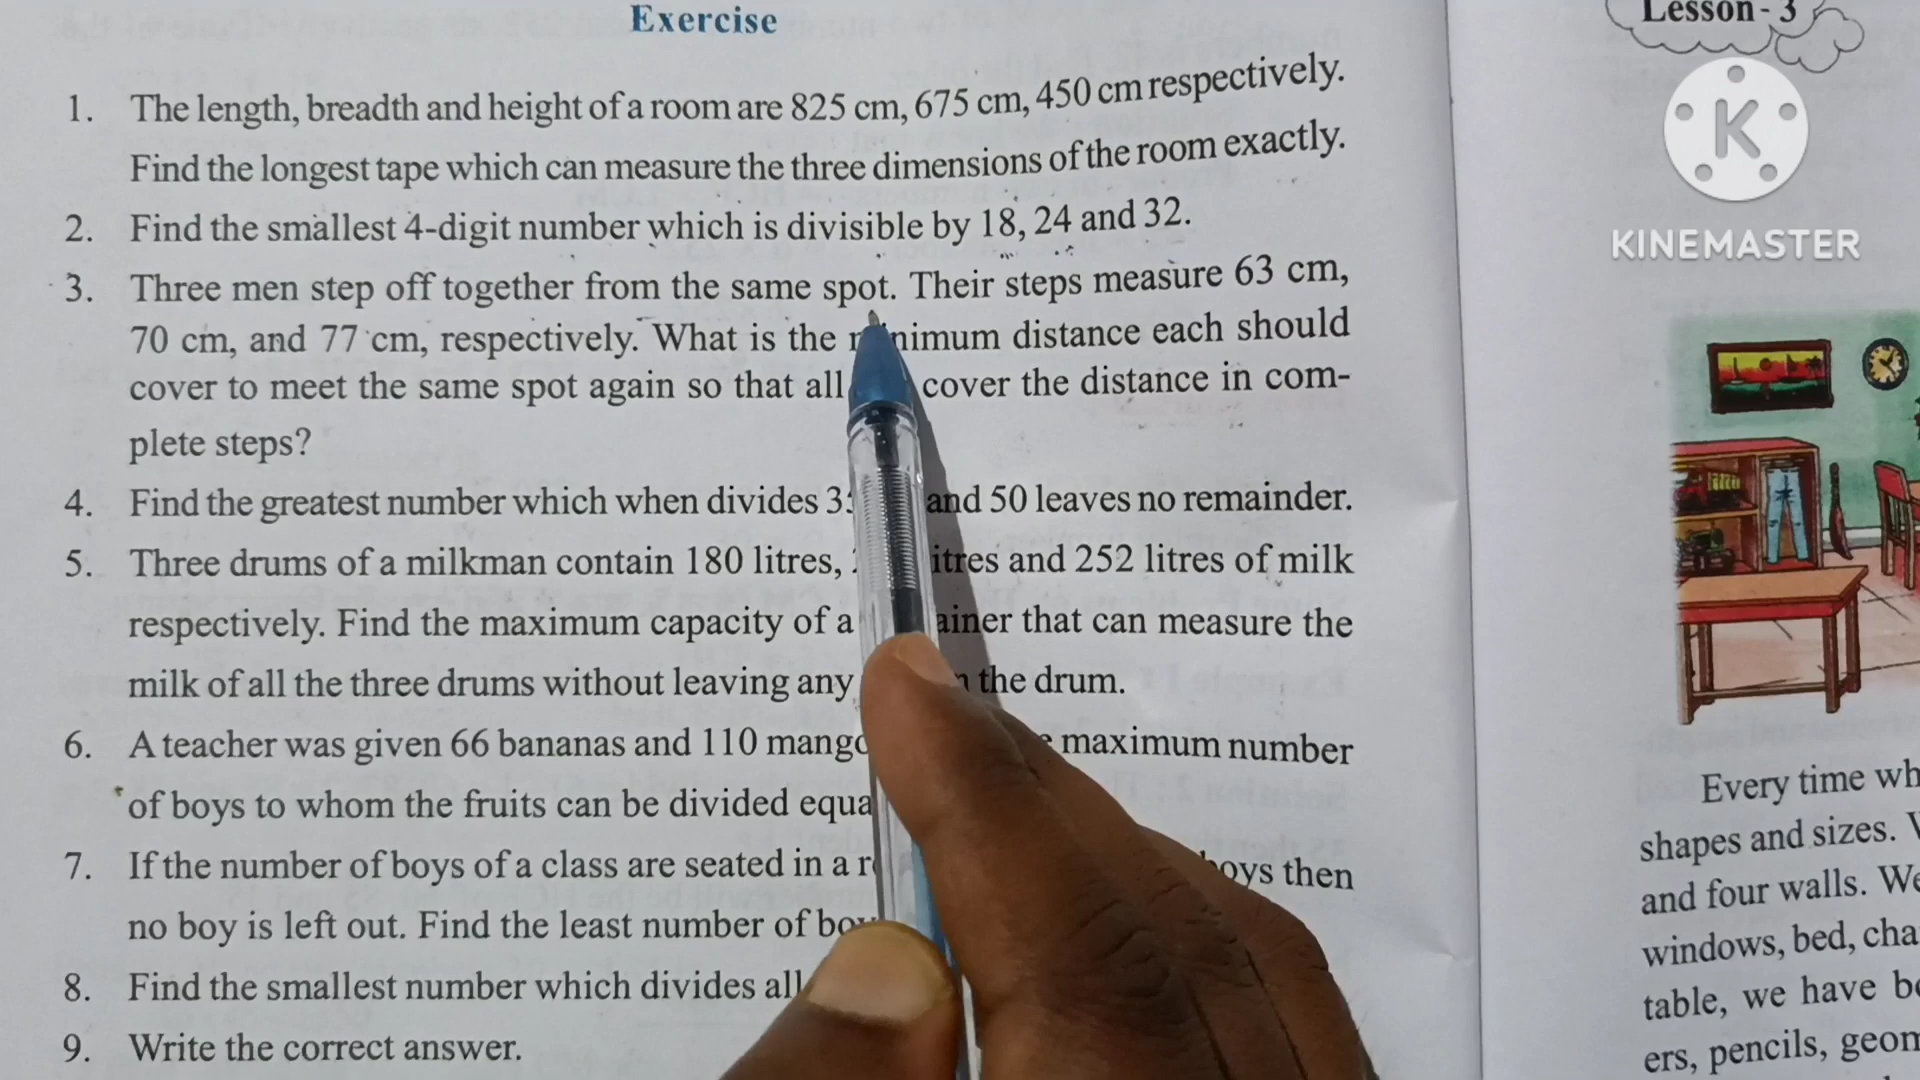 Exercise
1. The length, breadth and height of a room are 825 cm, 675 cm, 450 cm respectively.
Find the longest tape which can measure the three dimensions of the room exactly.
2. Find the smallest 4-digit number which is divisible by 18, 24 and 32.
3. Three men step off together from the same spot. Their steps measure 63 cm,
70 cm, and 77 cm, respectively. What is the minimum distance each should
cover to meet the same spot again so that all cover the distance in com-
plete steps?
4. Find the greatest number which when divides and 50 leaves no remainder.
5. Three drums of a milkman contain 180 litres, litres and 252 litres of milk
respectively. Find the maximum capacity of a that can measure the
milk of all the three drums without leaving any the drum.
6. A teacher was given 66 bananas and 110 maximum number
of boys to whom the fruits can be divided
7. If the number of boys of a class are seated in a boys then
no boy is left out. Find the least number of
8. Find the smallest number which divides all
9. Write the correct answer.
Lesson - 3
KINEMASTER
Every time
shapes and sizes.
and four walls.
windows, bed,
table, we have
pencils,